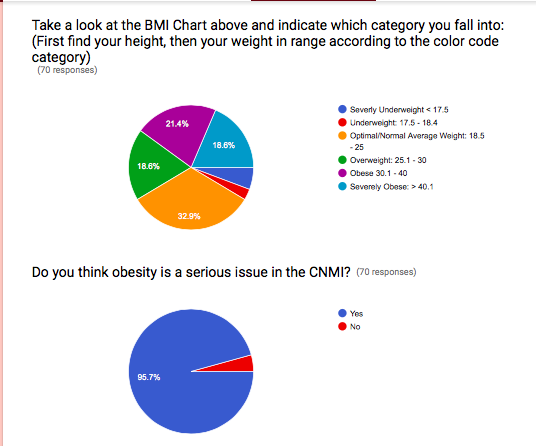 Take a look at the BMI Chart above and indicate which category you fall into:
(First find your height, then your weight in range according to the color code
category)
(70 responses)
21.4%
18.6%
18.6%
32.9%
Severly Underweight < 17.5
Underweight: 17.5 - 18.4
Optimal/Normal Average Weight: 18.5
- 25
Overweight: 25.1 - 30
Obese 30.1 - 40
Severely Obese: > 40.1
Do you think obesity is a serious issue in the CNMI? (70 responses)
95.7%
Yes
No